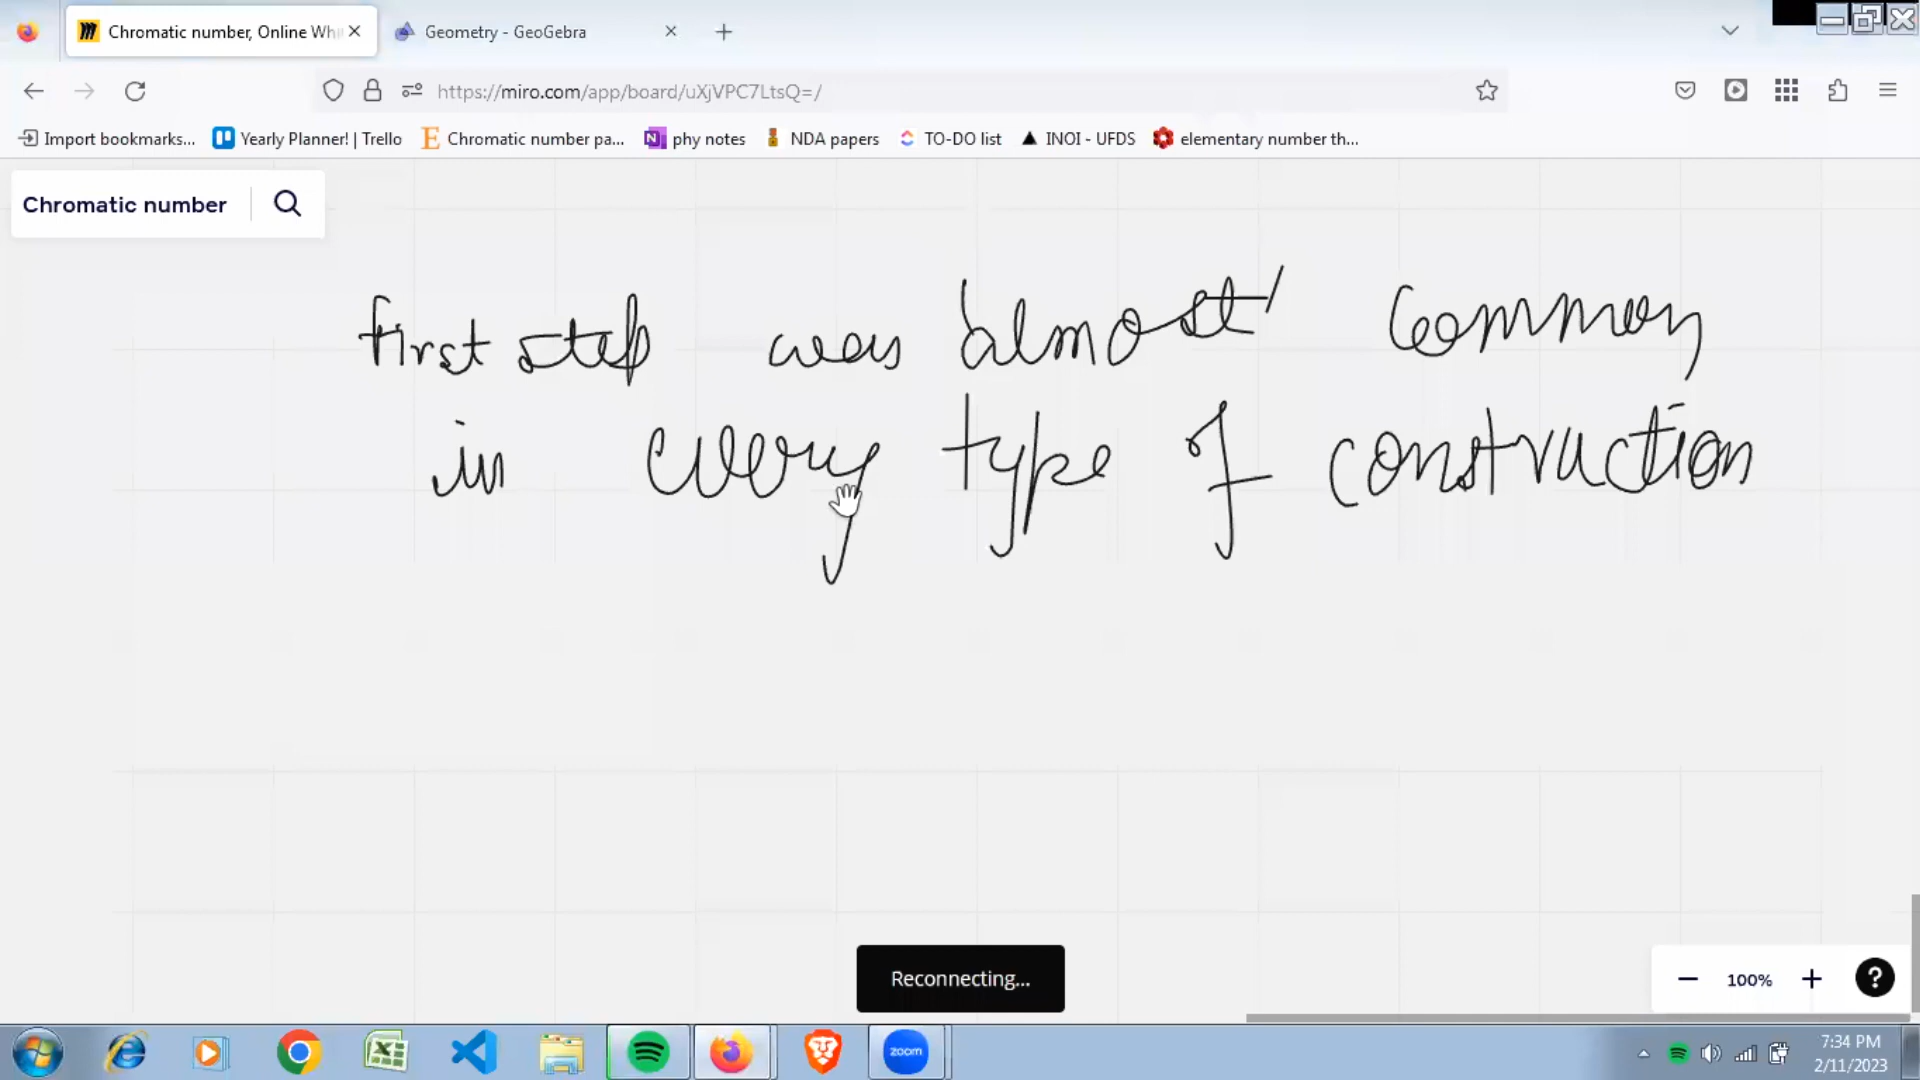 Chromatic number, Online Whi
Geometry - GeoGebra
https://miro.com/app/board/uXjVPC7LtsQ=/
Import bookmarks...
Yearly Planner! | Trello
Chromatic number pa...
phy notes
NDA papers
TO-DO list
INOI - UFDS
elementary number th...
Chromatic number
first step was almost common
in every type of construction
Reconnecting...
100%
?
zoom
7:34 PM
2/11/2023